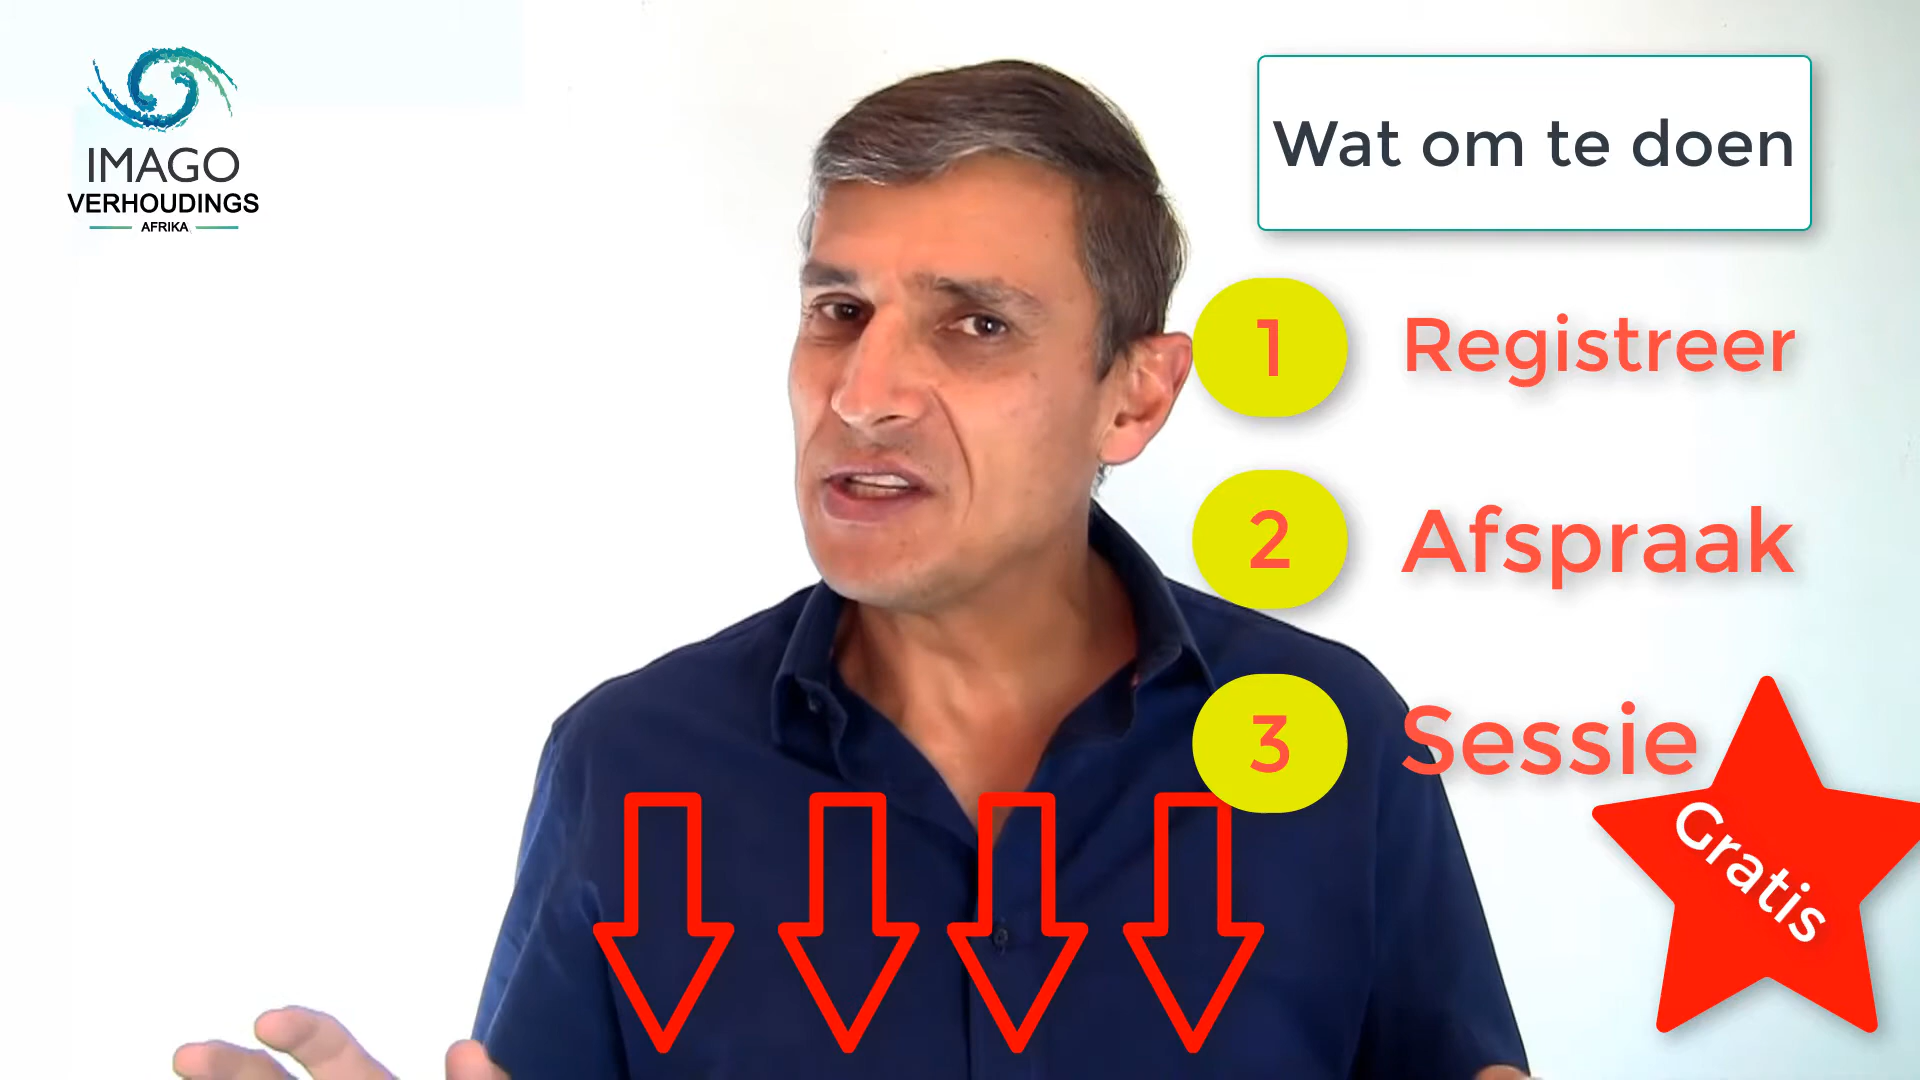 IMAGO
VERHOUDINGS
AFRIKA
Wat om te doen
1 Registreer
2 Afspraak
3 Sessie
Gratis